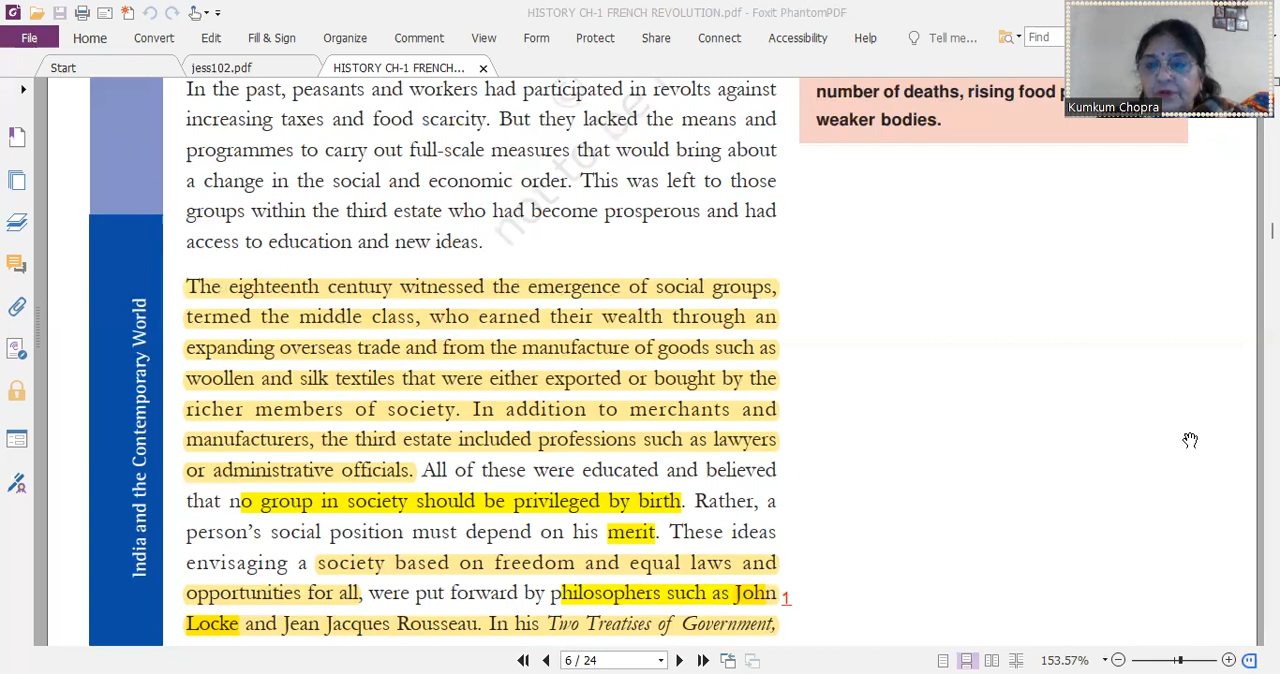 HISTORY CH-1 FRENCH REVOLUTION.pdf - Foxit PhantomPDF
File Home Convert Edit Fill & Sign Organize Comment View Form Protect Share Connect Accessibility Help Tell me... Find
Start jess102.pdf HISTORY CH-1 FRENCH...
In the past, peasants and workers had participated in revolts against
increasing taxes and food scarcity. But they lacked the means and
programmes to carry out full-scale measures that would bring about
a change in the social and economic order. This was left to those
groups within the third estate who had become prosperous and had
access to education and new ideas.
The eighteenth century witnessed the emergence of social groups,
termed the middle class, who earned their wealth through an
expanding overseas trade and from the manufacture of goods such as
woollen and silk textiles that were either exported or bought by the
richer members of society. In addition to merchants and
manufacturers, the third estate included professions such as lawyers
or administrative officials. All of these were educated and believed
that no group in society should be privileged by birth. Rather, a
person's social position must depend on his merit. These ideas
envisaging a society based on freedom and equal laws and
opportunities for all, were put forward by philosophers such as John
1
Locke and Jean Jacques Rousseau. In his Two Treatises of Government,
number of deaths, rising food
weaker bodies.
Kumkum Chopra
India and the Contemporary World
not to be
6 / 24
153.57%